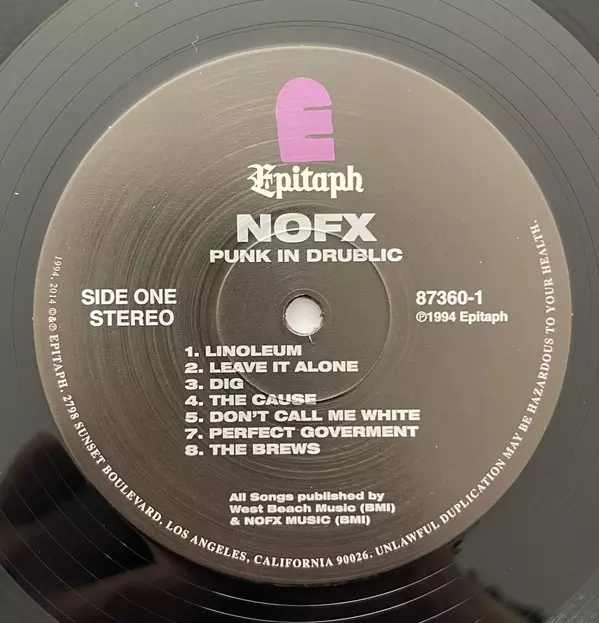 E
Epitaph
NOFX
PUNK IN DRUBLIC
SIDE ONE
STEREO
87360-1
℗1994 Epitaph
1. LINOLEUM
2. LEAVE IT ALONE
3. DIG
4. THE CAUSE
5. DON'T CALL ME WHITE
7. PERFECT GOVERMENT
8. THE BREWS
All Songs published by
West Beach Music (BMI)
& NOFX MUSIC (BMI)
1994, 2014 ©&℗ EPITAPH. 2798 SUNSET BOULEVARD, LOS ANGELES, CALIFORNIA 90026. UNLAWFUL DUPLICATION MAY BE HAZARDOUS TO YOUR HEALTH.